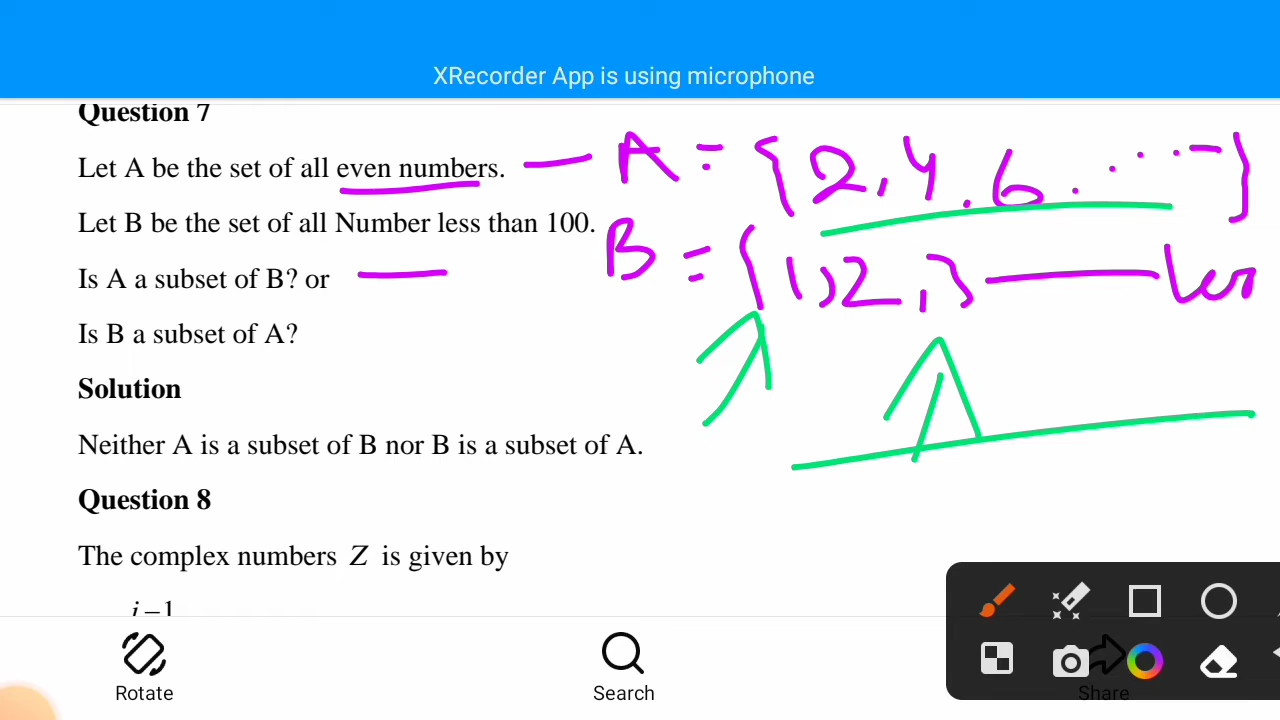 XRecorder App is using microphone
Question 7
Let A be the set of all even numbers.
A = {2, 4, 6 . . . . -}
Let B be the set of all Number less than 100.
B = {1, 2, 3
Is A a subset of B? or
Is B a subset of A?
Solution
Neither A is a subset of B nor B is a subset of A.
Question 8
The complex numbers Z is given by
i – 1
Rotate
Search
Share